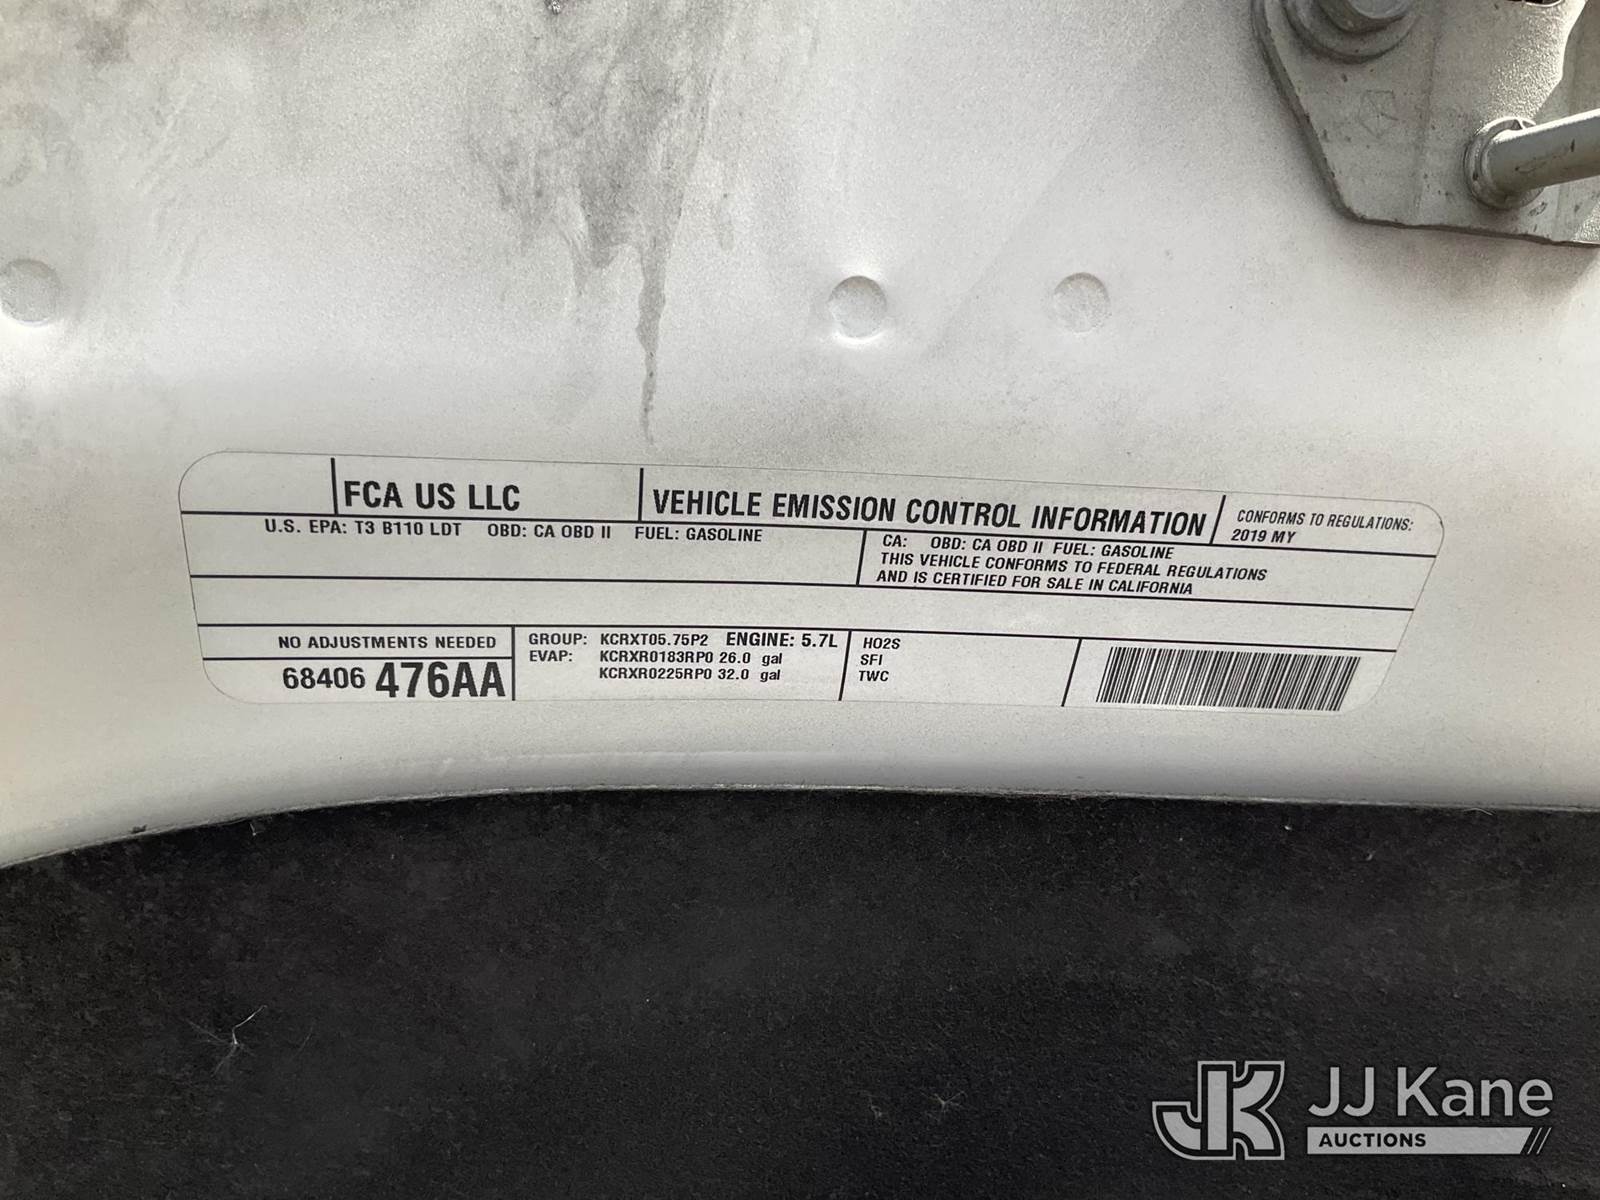 FCA US LLC
VEHICLE EMISSION CONTROL INFORMATION
CONFORMS TO REGULATIONS:
2019 MY
U.S. EPA: T3 B110 LDT OBD: CA OBD II FUEL: GASOLINE
CA: OBD: CA OBD II FUEL: GASOLINE
THIS VEHICLE CONFORMS TO FEDERAL REGULATIONS
AND IS CERTIFIED FOR SALE IN CALIFORNIA
NO ADJUSTMENTS NEEDED
68406 476AA
GROUP: KCRXT05.75P2 ENGINE: 5.7L
EVAP: KCRXR0183RP0 26.0 gal
KCRXR0225RP0 32.0 gal
HO2S
SFI
TWC
JK JJ Kane
AUCTIONS